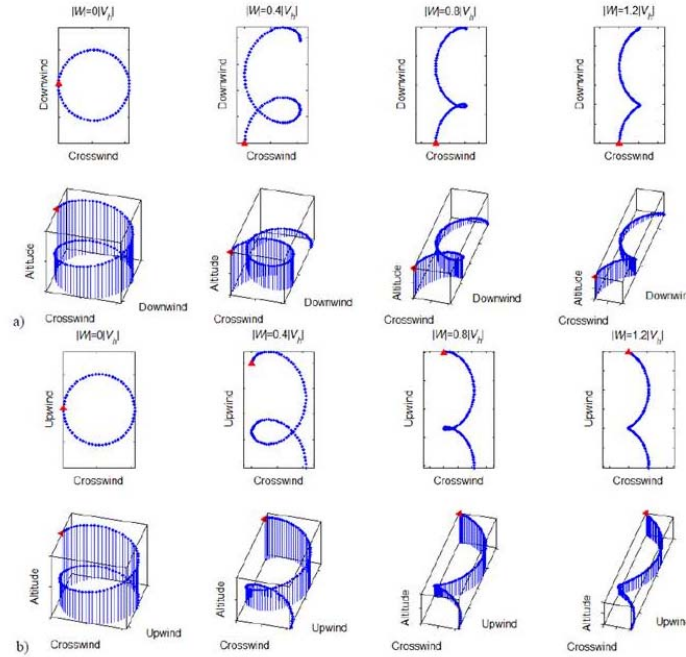 |W|=0|V_h| |W|=0.4|V_h| |W|=0.8|V_h| |W|=1.2|V_h|
Downwind Downwind Downwind Downwind
Crosswind Crosswind Crosswind Crosswind
Altitude Altitude Altitude Altitude
Downwind Downwind Downwind Downwin
a) Crosswind Crosswind Crosswind Crosswind
|W|=0|V_h| |W|=0.4|V_h| |W|=0.8|V_h| |W|=1.2|V_h|
Upwind Upwind Upwind Upwind
Crosswind Crosswind Crosswind Crosswind
Altitude Altitude Altitude Altitude
Upwind Upwind Upwind Upwind
b) Crosswind Crosswind Crosswind Crosswind